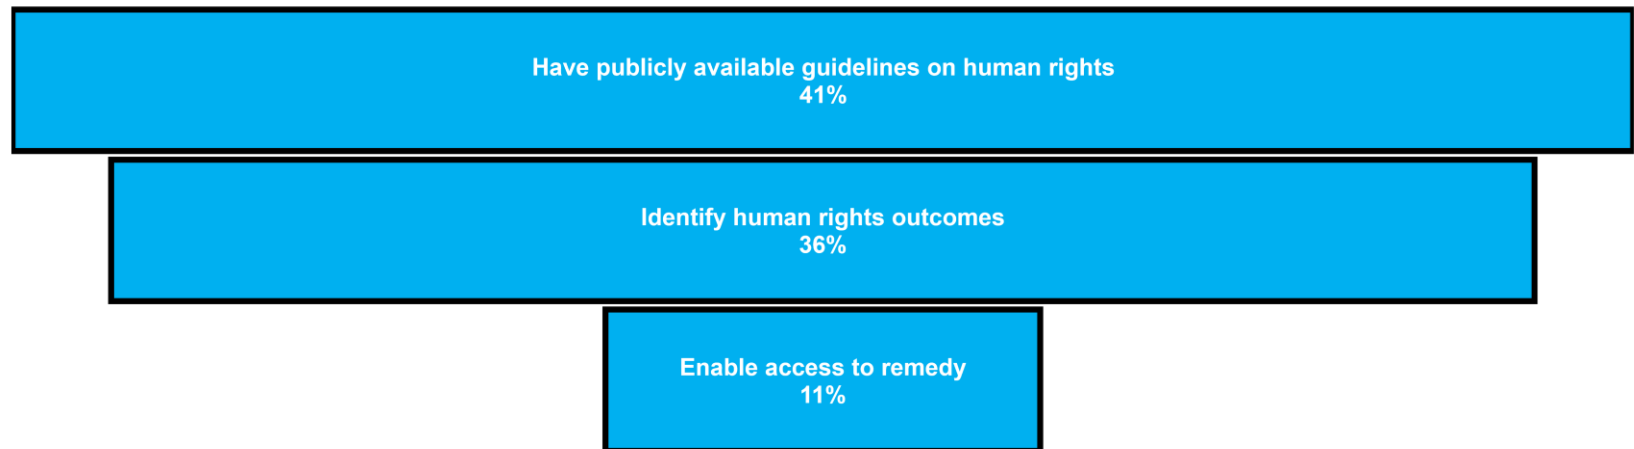 Have publicly available guidelines on human rights
41%
Identify human rights outcomes
36%
Enable access to remedy
11%